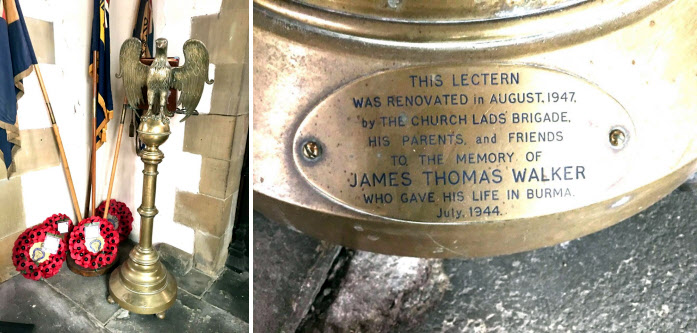 THIS LECTERN
WAS RENOVATED in AUGUST, 1947,
by THE CHURCH LADS' BRIGADE,
HIS PARENTS, and FRIENDS
TO THE MEMORY OF
JAMES THOMAS WALKER
WHO GAVE HIS LIFE IN BURMA.
July, 1944.